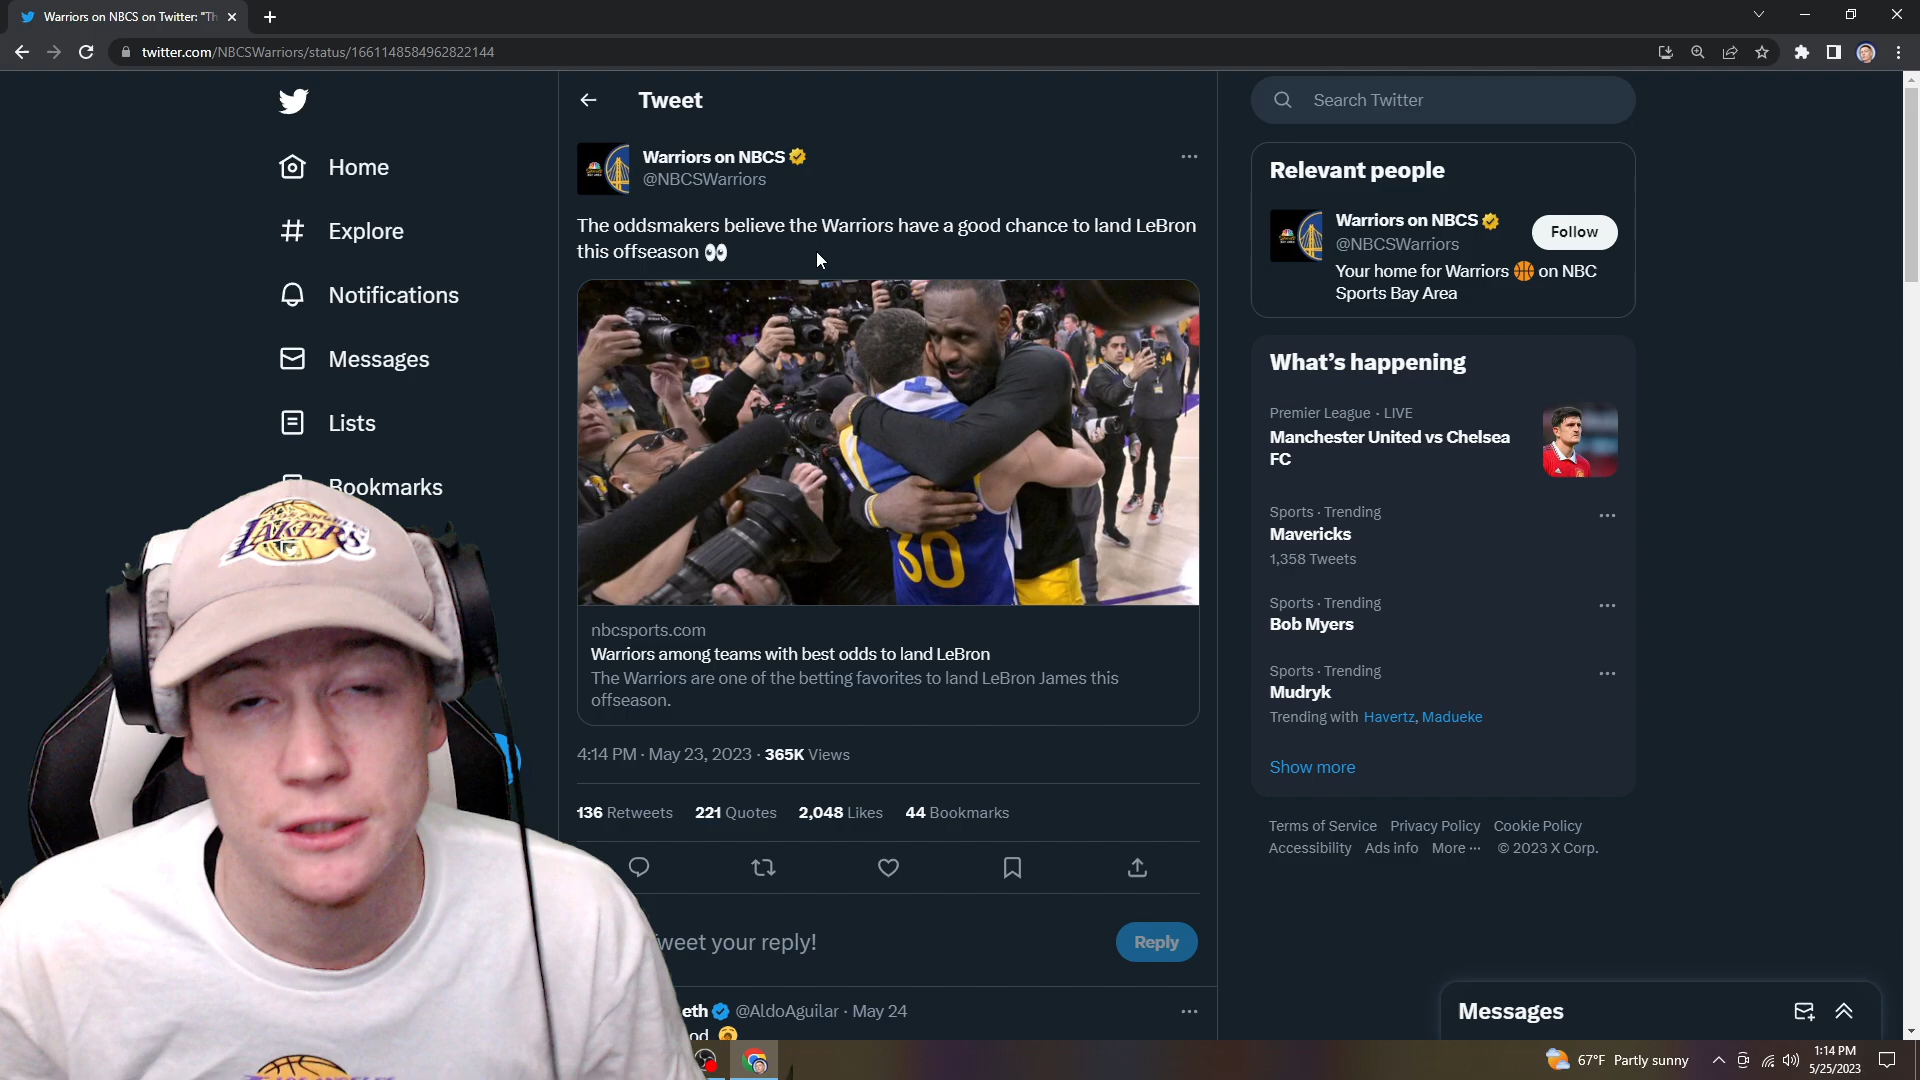 Warriors on NBCS on Twitter: "Th
twitter.com/NBCSWarriors/status/1661148584962822144
Home
Explore
Notifications
Messages
Lists
Bookmarks
Tweet
Warriors on NBCS
@NBCSWarriors
The oddsmakers believe the Warriors have a good chance to land LeBron
this offseason 👀
30
nbcsports.com
Warriors among teams with best odds to land LeBron
The Warriors are one of the betting favorites to land LeBron James this
offseason.
4:14 PM · May 23, 2023 · 365K Views
136 Retweets 221 Quotes 2,048 Likes 44 Bookmarks
weet your reply!
Reply
eth @AldoAguilar · May 24
od 🥱
Search Twitter
Relevant people
Warriors on NBCS
@NBCSWarriors
Follow
Your home for Warriors 🏀 on NBC
Sports Bay Area
What's happening
Premier League · LIVE
Manchester United vs Chelsea
FC
Sports · Trending
Mavericks
1,358 Tweets
Sports · Trending
Bob Myers
Sports · Trending
Mudryk
Trending with Havertz, Madueke
Show more
Terms of Service Privacy Policy Cookie Policy
Accessibility Ads info More ··· © 2023 X Corp.
Messages
LOS ANGELES
LAKERS
LOS ANGELES
67°F Partly sunny
1:14 PM
5/25/2023